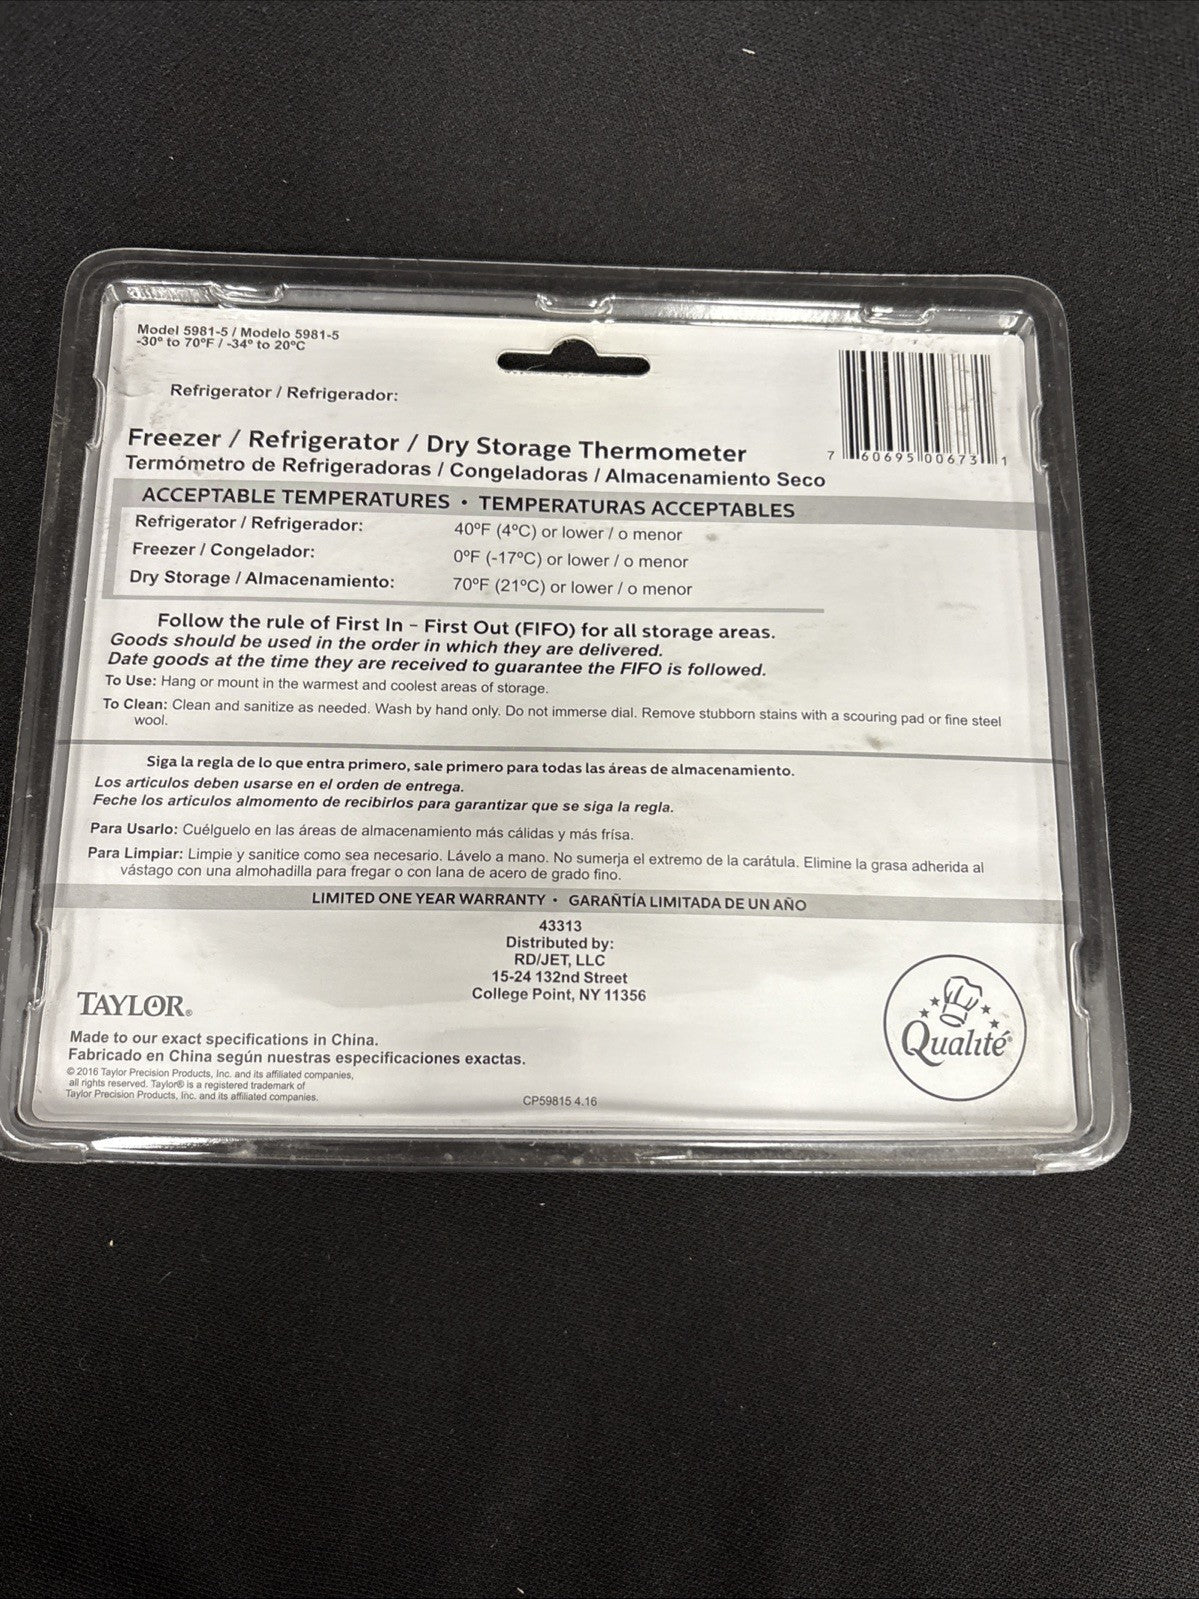 Model 5981-5 / Modelo 5981-5
-30º to 70ºF / -34º to 20ºC
Refrigerator / Refrigerador:
7 60695 00673 1
Freezer / Refrigerator / Dry Storage Thermometer
Termómetro de Refrigeradoras / Congeladoras / Almacenamiento Seco
ACCEPTABLE TEMPERATURES • TEMPERATURAS ACCEPTABLES
Refrigerator / Refrigerador: 40ºF (4ºC) or lower / o menor
Freezer / Congelador: 0ºF (-17ºC) or lower / o menor
Dry Storage / Almacenamiento: 70ºF (21ºC) or lower / o menor
Follow the rule of First In – First Out (FIFO) for all storage areas.
Goods should be used in the order in which they are delivered.
Date goods at the time they are received to guarantee the FIFO is followed.
To Use: Hang or mount in the warmest and coolest areas of storage.
To Clean: Clean and sanitize as needed. Wash by hand only. Do not immerse dial. Remove stubborn stains with a scouring pad or fine steel
wool.
Siga la regla de lo que entra primero, sale primero para todas las áreas de almacenamiento.
Los articulos deben usarse en el orden de entrega.
Feche los articulos almomento de recibirlos para garantizar que se siga la regla.
Para Usarlo: Cuélguelo en las áreas de almacenamiento más cálidas y más frísa.
Para Limpiar: Limpie y sanitice como sea necesario. Lávelo a mano. No sumerja el extremo de la carátula. Elimine la grasa adherida al
vástago con una almohadilla para fregar o con lana de acero de grado fino.
LIMITED ONE YEAR WARRANTY • GARAÑTÍA LIMITADA DE UN AÑO
43313
Distributed by:
RD/JET, LLC
15-24 132nd Street
College Point, NY 11356
TAYLOR®
Qualité®
Made to our exact specifications in China.
Fabricado en China según nuestras especificaciones exactas.
© 2016 Taylor Precision Products, Inc. and its affiliated companies,
all rights reserved. Taylor® is a registered trademark of
Taylor Precision Products, Inc. and its affiliated companies.
CP59815 4.16